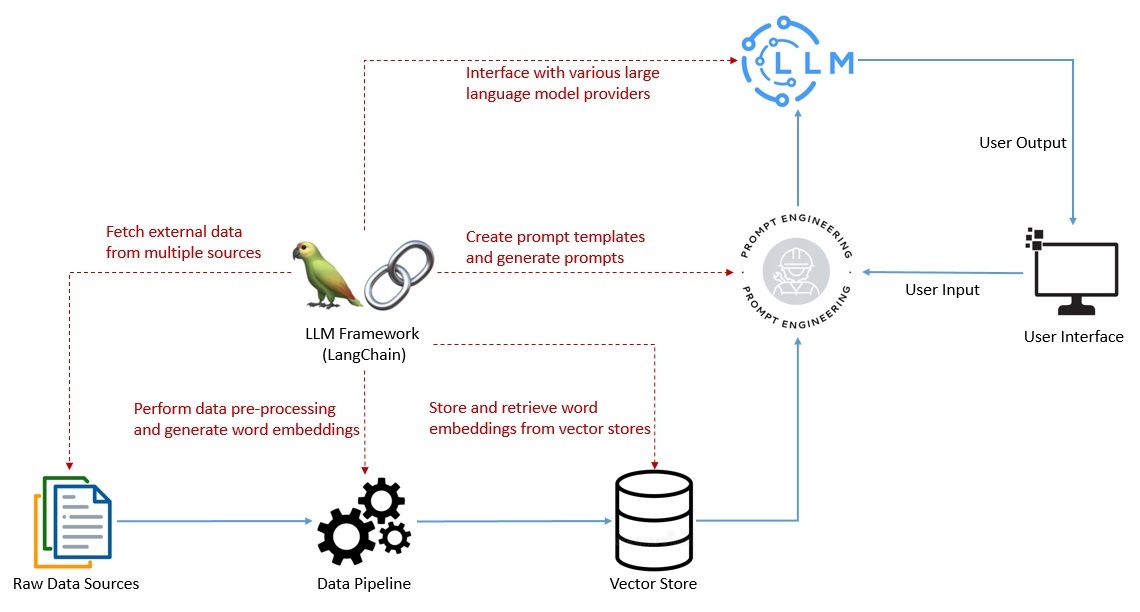 LLM
Interface with various large
language model providers
User Output
Fetch external data
from multiple sources
Create prompt templates
and generate prompts
PROMPT ENGINEERING
PROMPT ENGINEERING
User Input
User Interface
LLM Framework
(LangChain)
Perform data pre-processing
and generate word embeddings
Store and retrieve word
embeddings from vector stores
Raw Data Sources
Data Pipeline
Vector Store